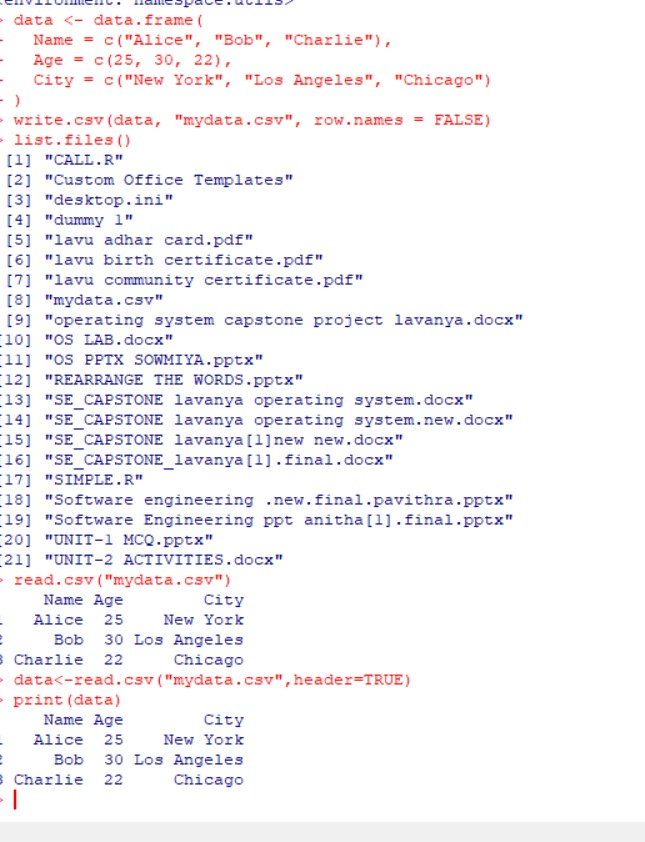 <environment: namespace:utils>
> data <- data.frame(
-   Name = c("Alice", "Bob", "Charlie"),
-   Age = c(25, 30, 22),
-   City = c("New York", "Los Angeles", "Chicago")
- )
> write.csv(data, "mydata.csv", row.names = FALSE)
> list.files()
[1] "CALL.R"
[2] "Custom Office Templates"
[3] "desktop.ini"
[4] "dummy 1"
[5] "lavu adhar card.pdf"
[6] "lavu birth certificate.pdf"
[7] "lavu community certificate.pdf"
[8] "mydata.csv"
[9] "operating system capstone project lavanya.docx"
[10] "OS LAB.docx"
[11] "OS PPTX SOWMIYA.pptx"
[12] "REARRANGE THE WORDS.pptx"
[13] "SE_CAPSTONE lavanya operating system.docx"
[14] "SE_CAPSTONE lavanya operating system.new.docx"
[15] "SE_CAPSTONE lavanya[1]new new.docx"
[16] "SE_CAPSTONE_lavanya[1].final.docx"
[17] "SIMPLE.R"
[18] "Software engineering .new.final.pavithra.pptx"
[19] "Software Engineering ppt anitha[1].final.pptx"
[20] "UNIT-1 MCQ.pptx"
[21] "UNIT-2 ACTIVITIES.docx"
> read.csv("mydata.csv")
Name Age City
1 Alice 25 New York
2 Bob 30 Los Angeles
3 Charlie 22 Chicago
> data<-read.csv("mydata.csv",header=TRUE)
> print(data)
Name Age City
1 Alice 25 New York
2 Bob 30 Los Angeles
3 Charlie 22 Chicago
>